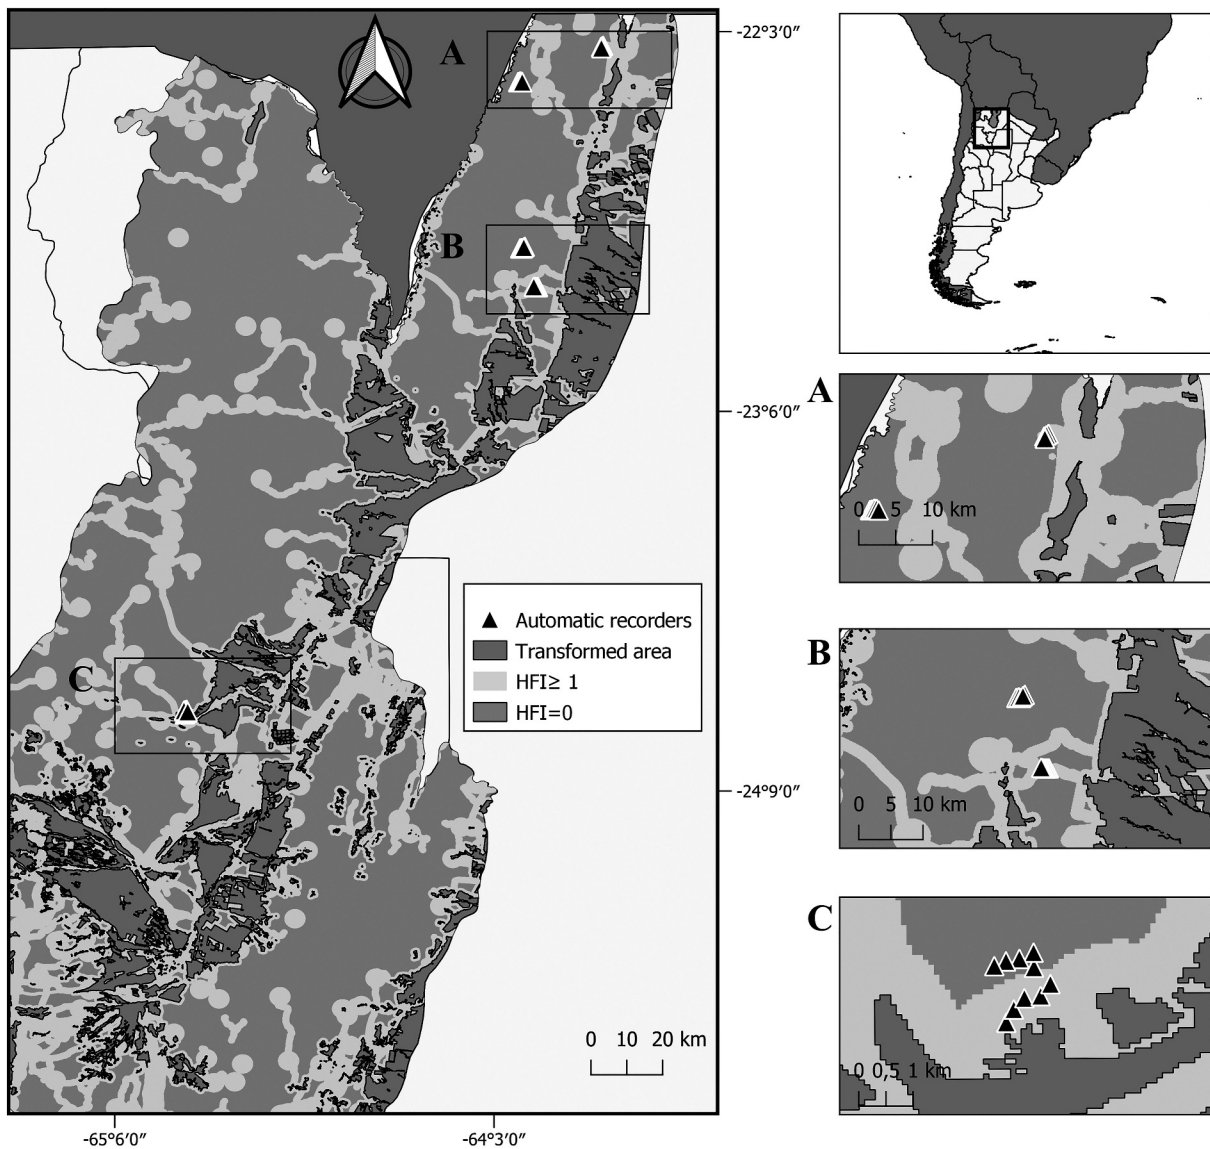 A
B
C
-22°3′0″
-23°6′0″
-24°9′0″
Automatic recorders
Transformed area
HFI≥ 1
HFI=0
0 10 20 km
-65°6′0″
-64°3′0″
A
0 5 10 km
B
0 5 10 km
C
0 0,5 1 km